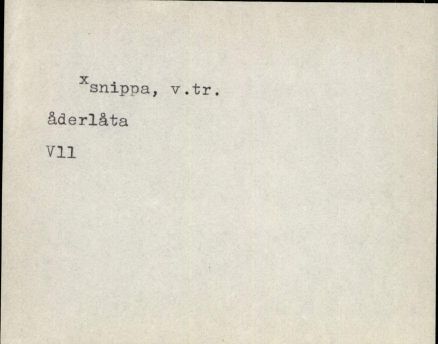 xsnippa, v.tr.
åderlåta
Vll